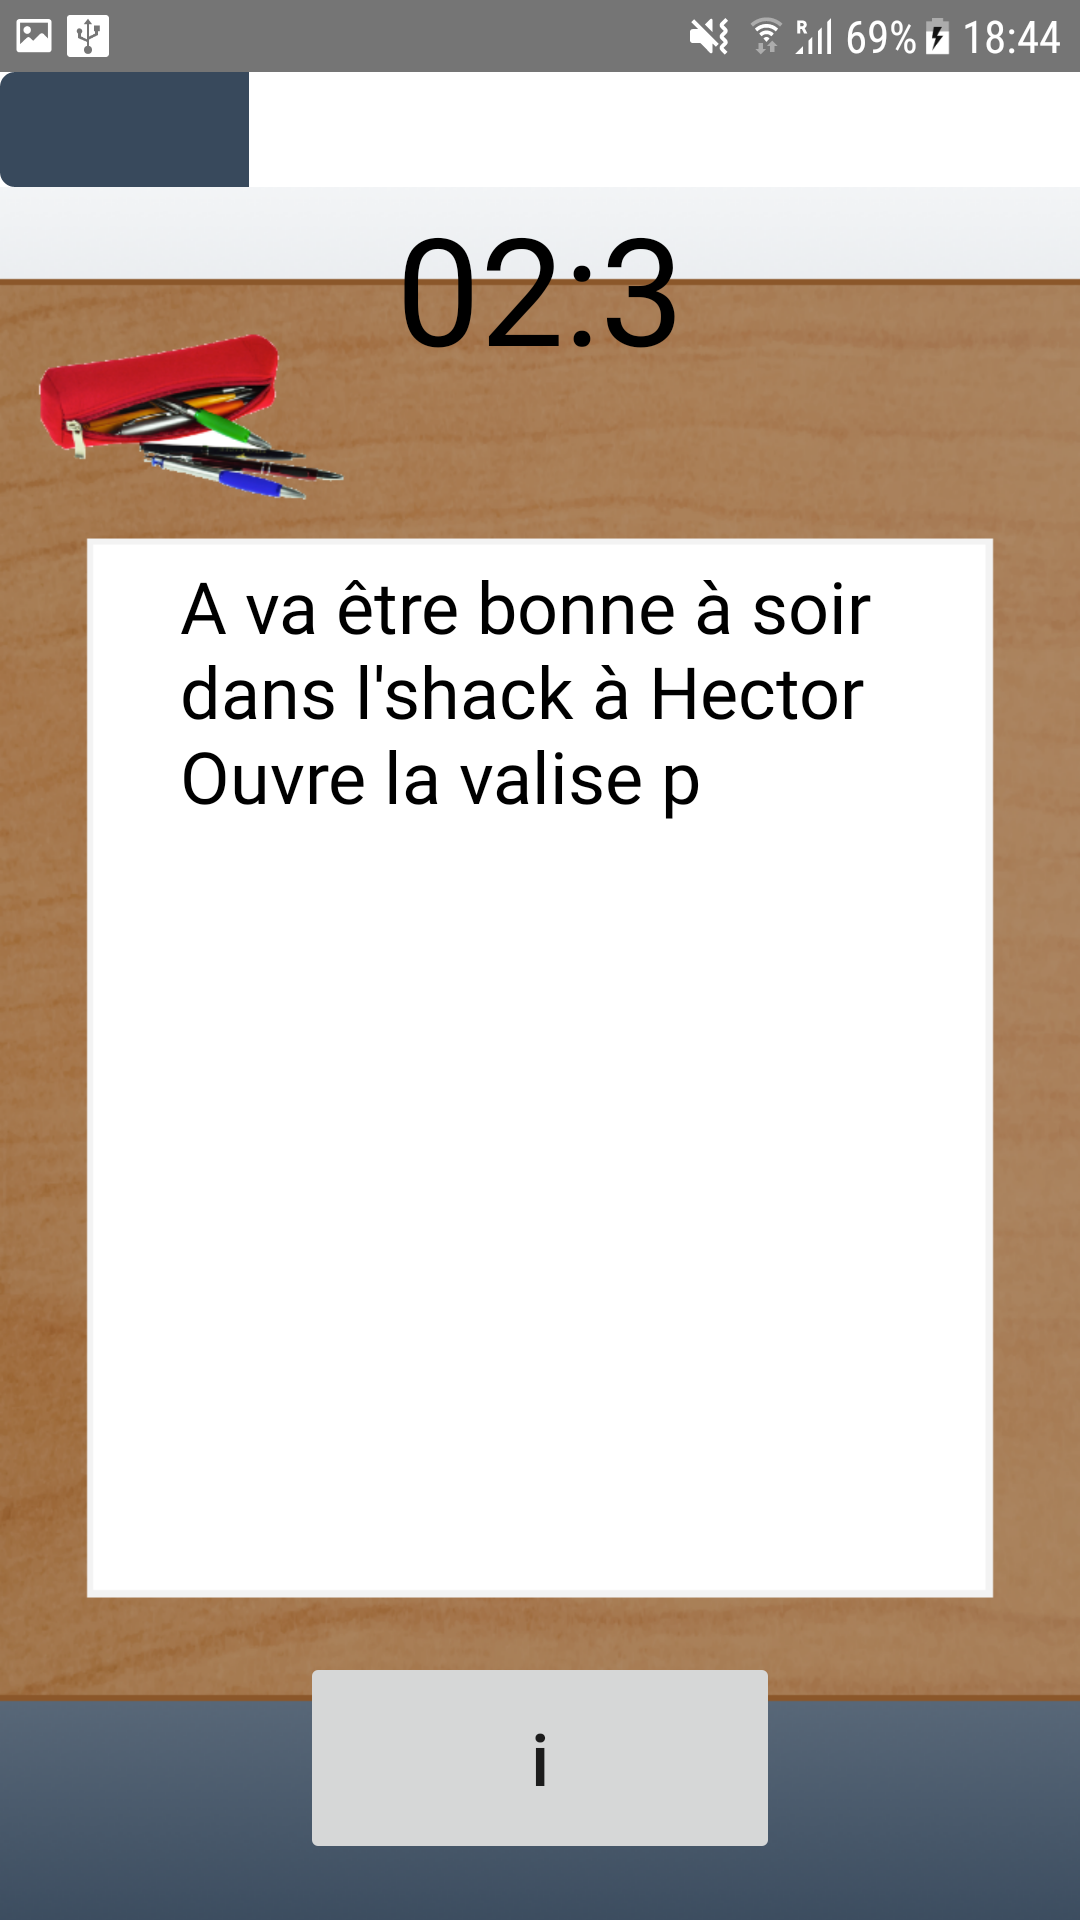 R 69% 18:44
02:3
A va être bonne à soir
dans l'shack à Hector
Ouvre la valise p
i